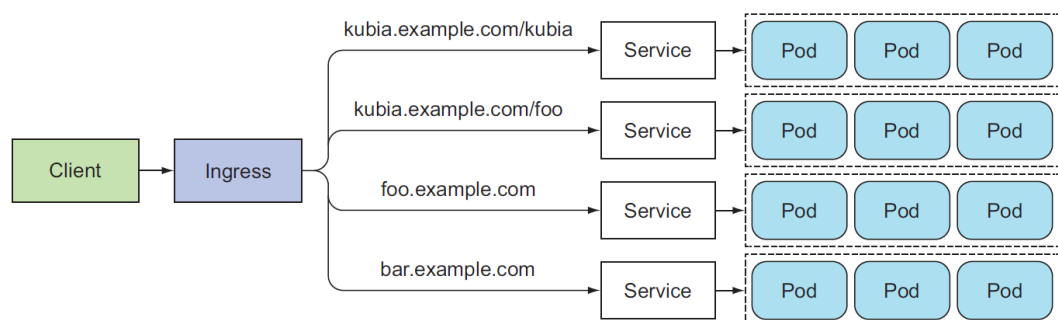 kubia.example.com/kubia
Service
Pod
Pod
Pod
kubia.example.com/foo
Service
Pod
Pod
Pod
Client
Ingress
foo.example.com
Service
Pod
Pod
Pod
bar.example.com
Service
Pod
Pod
Pod